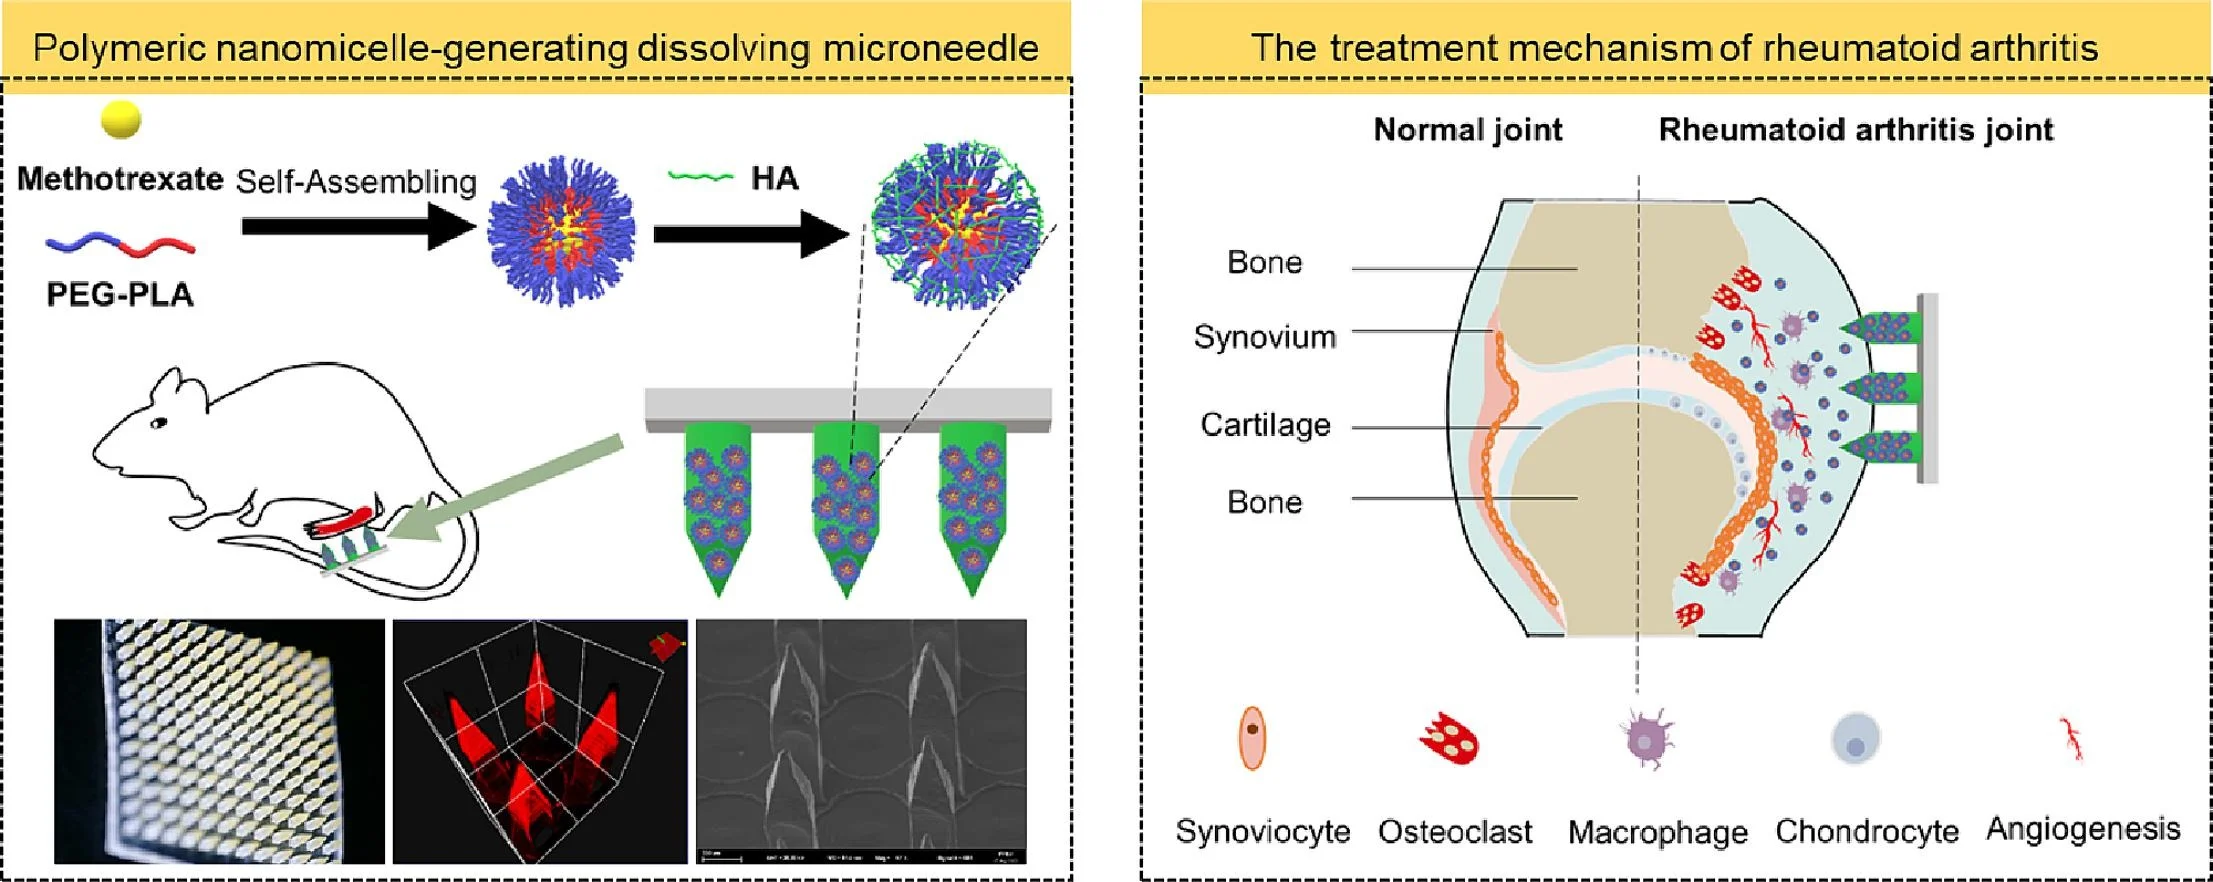 Polymeric nanomicelle-generating dissolving microneedle
Methotrexate
Self-Assembling
HA
PEG-PLA
The treatment mechanism of rheumatoid arthritis
Normal joint
Rheumatoid arthritis joint
Bone
Synovium
Cartilage
Bone
Synoviocyte
Osteoclast
Macrophage
Chondrocyte
Angiogenesis